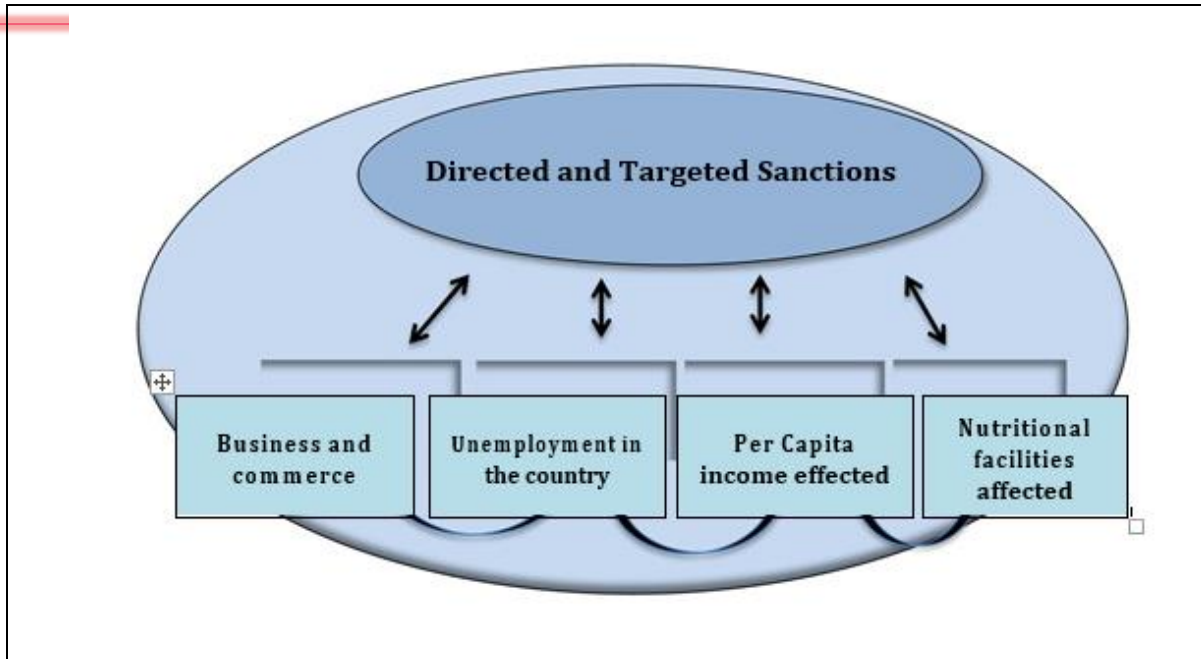 Directed and Targeted Sanctions
Business and
commerce
Unemployment in
the country
Per Capita
income effected
Nutritional
facilities
affected